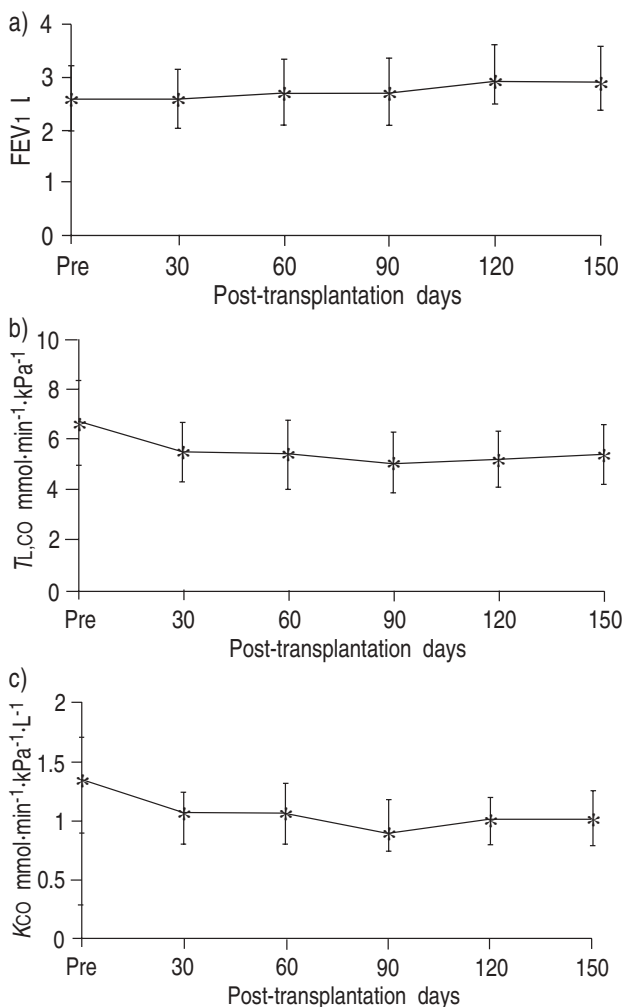 a)
4
3
2
1
0
FEV1 L
Pre 30 60 90 120 150
Post-transplantation days
b)
10
8
6
4
2
0
TL,CO mmol·min-1·kPa-1
Pre 30 60 90 120 150
Post-transplantation days
c)
2
1.5
1
0.5
0
KCO mmol·min-1·kPa-1·L-1
Pre 30 60 90 120 150
Post-transplantation days